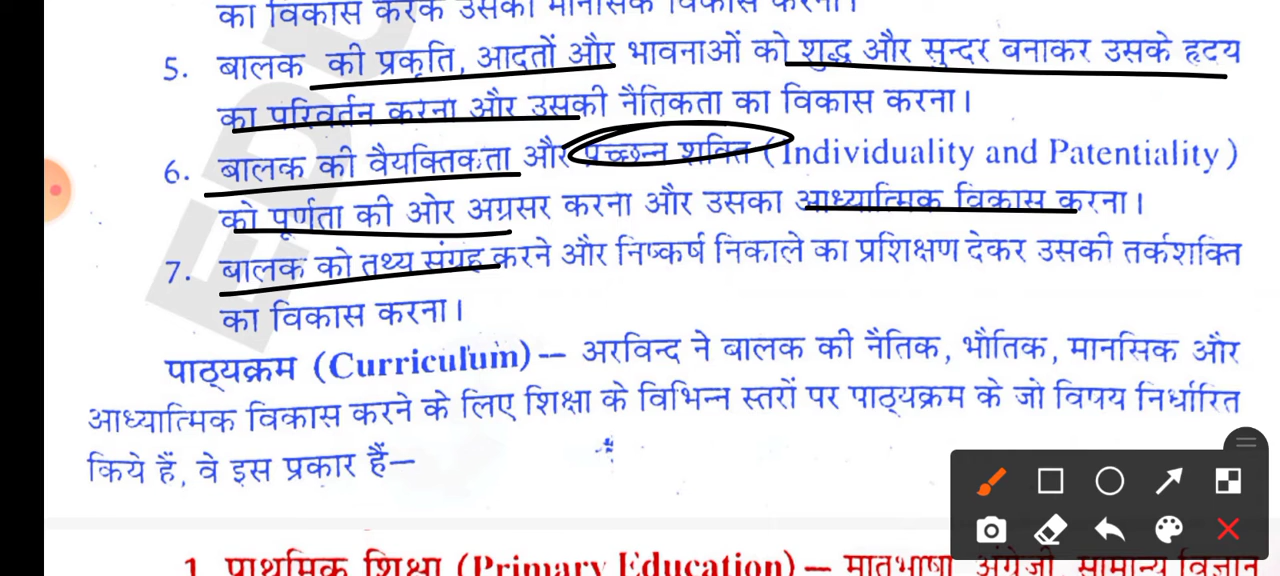 का विकास करके उसका मानसिक विकास करना।
5. बालक की प्रकृति, आदतों और भावनाओं को शुद्ध और सुन्दर बनाकर उसके हृदय
का परिवर्तन करना और उसकी नैतिकता का विकास करना।
6. बालक की वैयक्तिकता और प्रच्छन्न शक्ति (Individuality and Patentiality)
को पूर्णता की ओर अग्रसर करना और उसका आध्यात्मिक विकास करना।
7. बालक को तथ्य संग्रह करने और निष्कर्ष निकाले का प्रशिक्षण देकर उसकी तर्कशक्ति
का विकास करना।
पाठ्यक्रम (Curriculum) — अरविन्द ने बालक की नैतिक, भौतिक, मानसिक और
आध्यात्मिक विकास करने के लिए शिक्षा के विभिन्न स्तरों पर पाठ्यक्रम के जो विषय निर्धारित
किये हैं, वे इस प्रकार हैं—
1. प्राथमिक शिक्षा (Primary Education) — मातृभाषा, अंग्रेजी, सामान्य विज्ञान